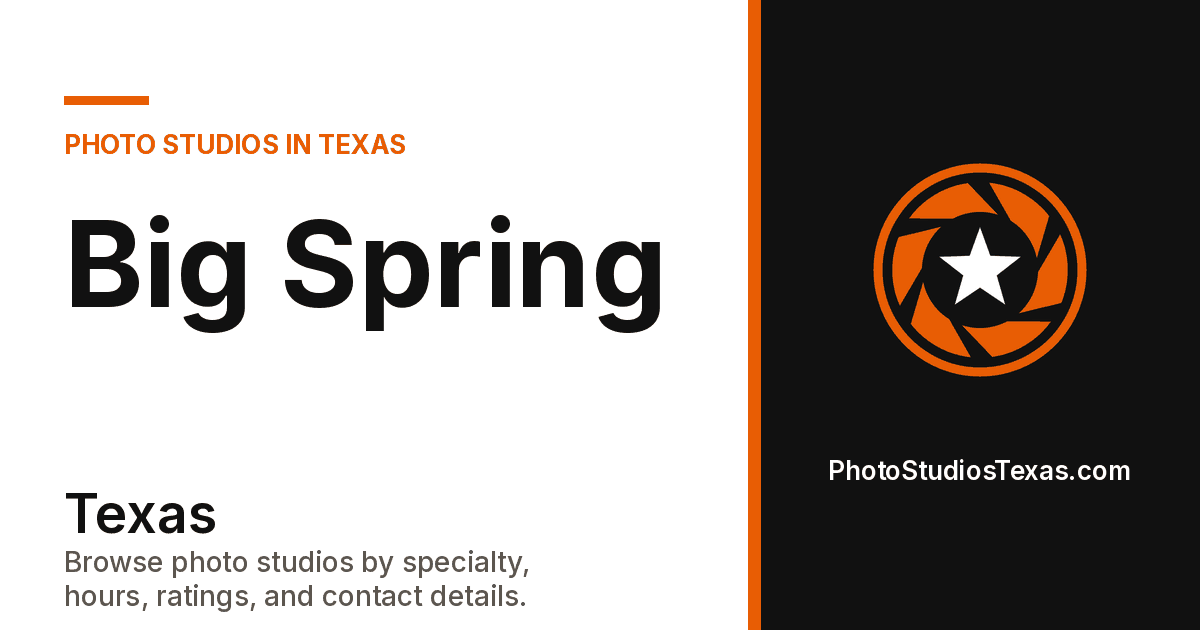 PHOTO STUDIOS IN TEXAS
Big Spring
Texas
Browse photo studios by specialty,
hours, ratings, and contact details.
PhotoStudiosTexas.com